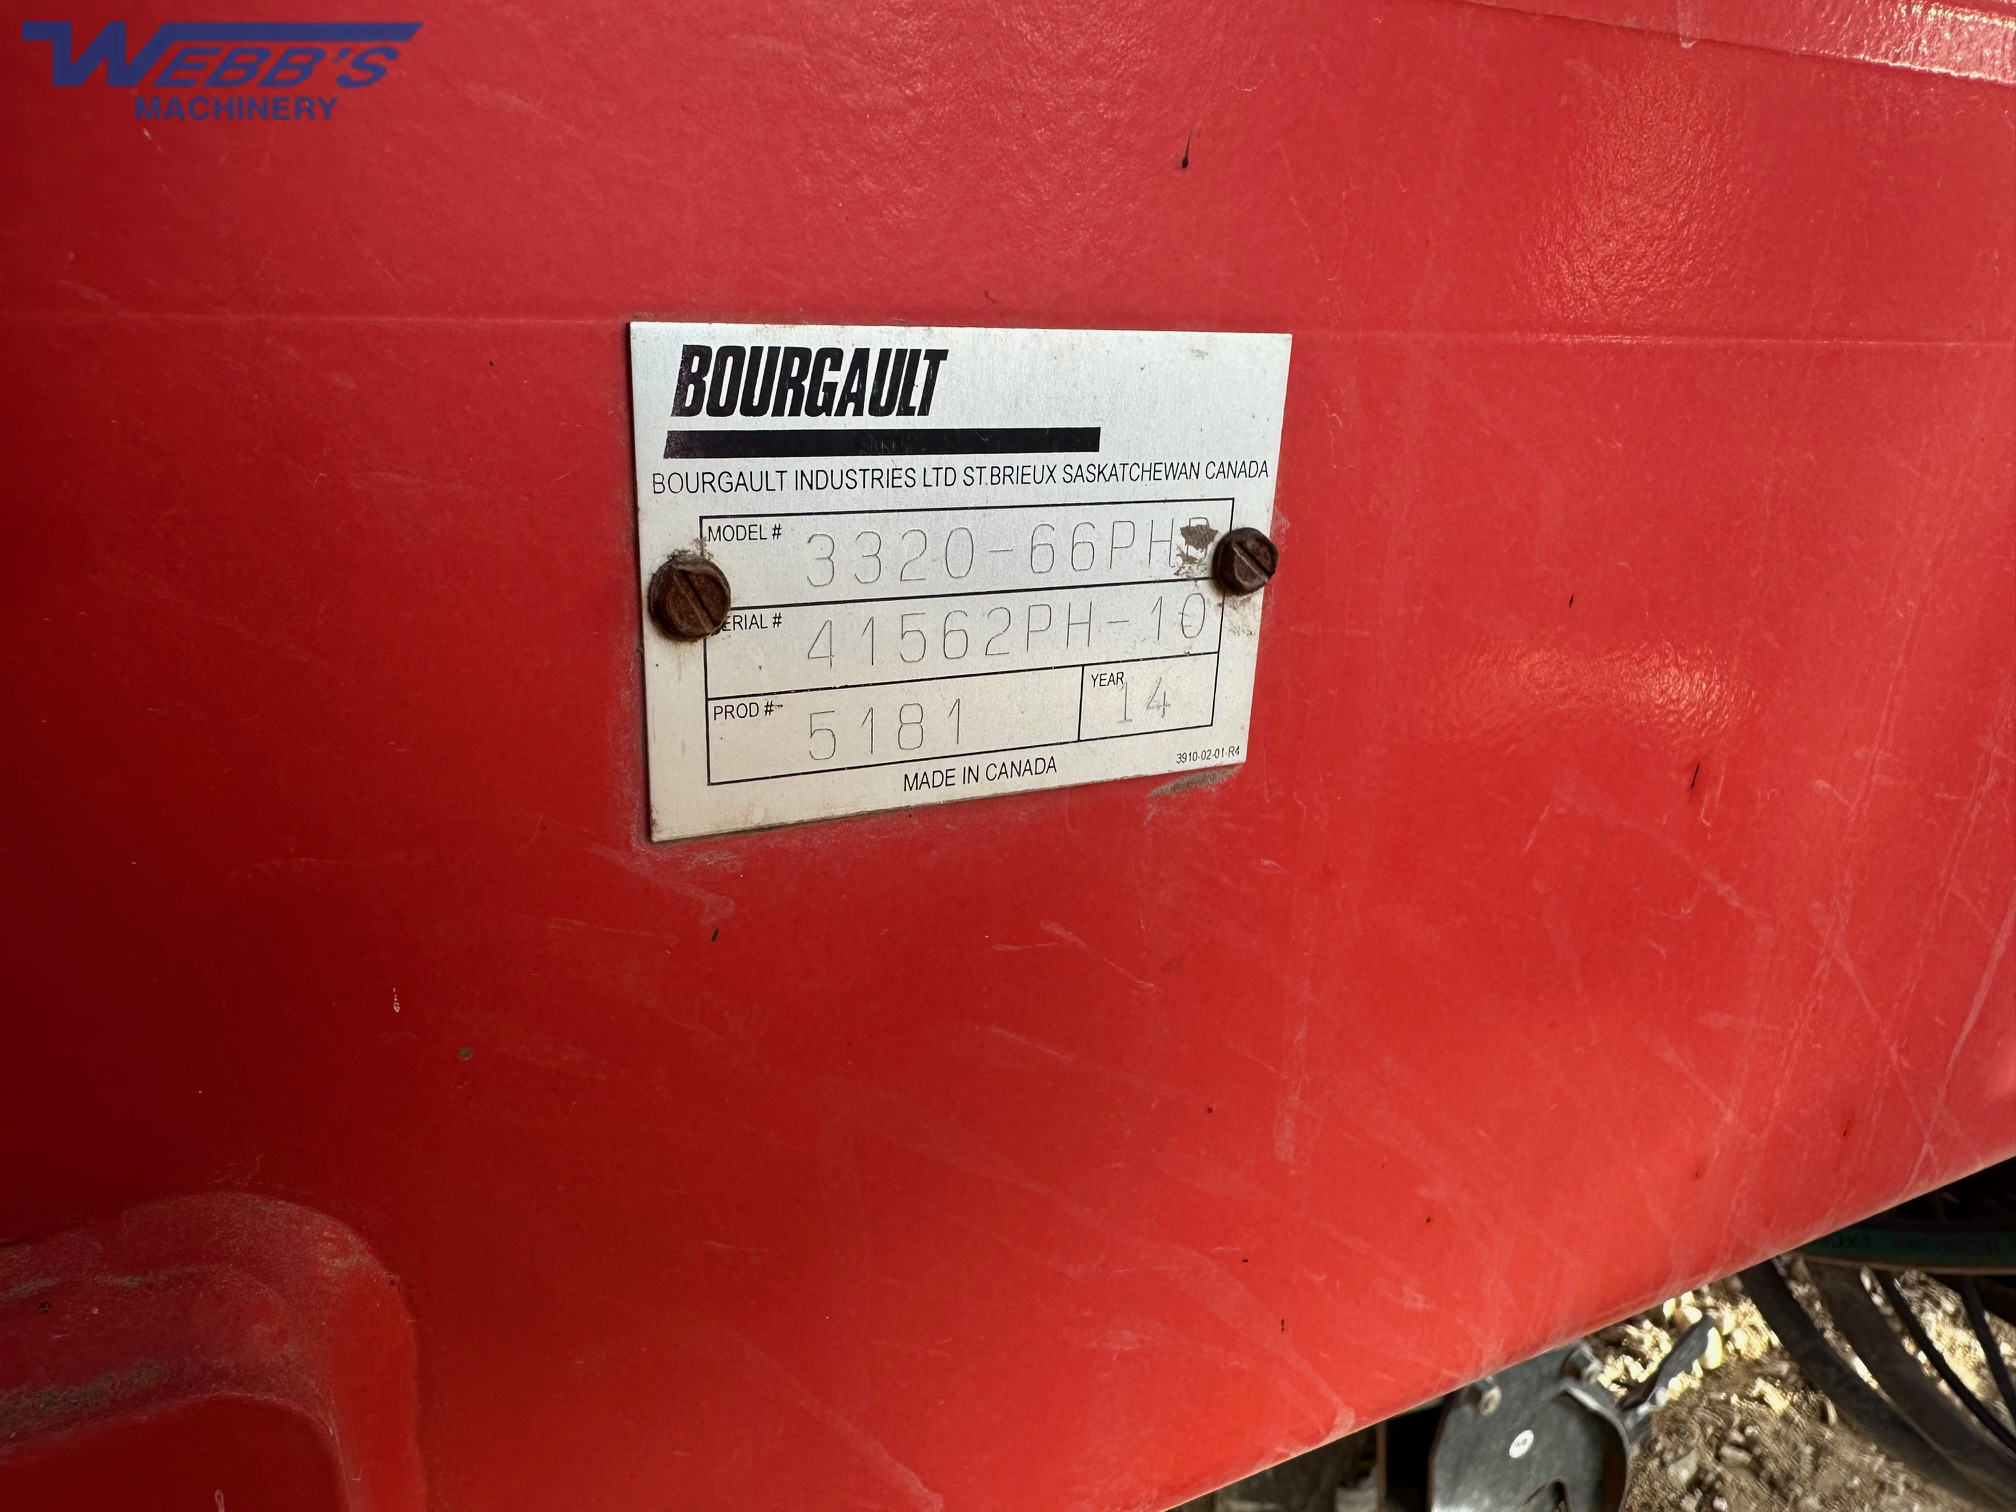 WEBB'S
MACHINERY
BOURGAULT
BOURGAULT INDUSTRIES LTD ST.BRIEUX SASKATCHEWAN CANADA
MODEL # 3320-66PHD
SERIAL # 41562PH-10
PROD # 5181 YEAR 14
MADE IN CANADA 3910-02-01-R4